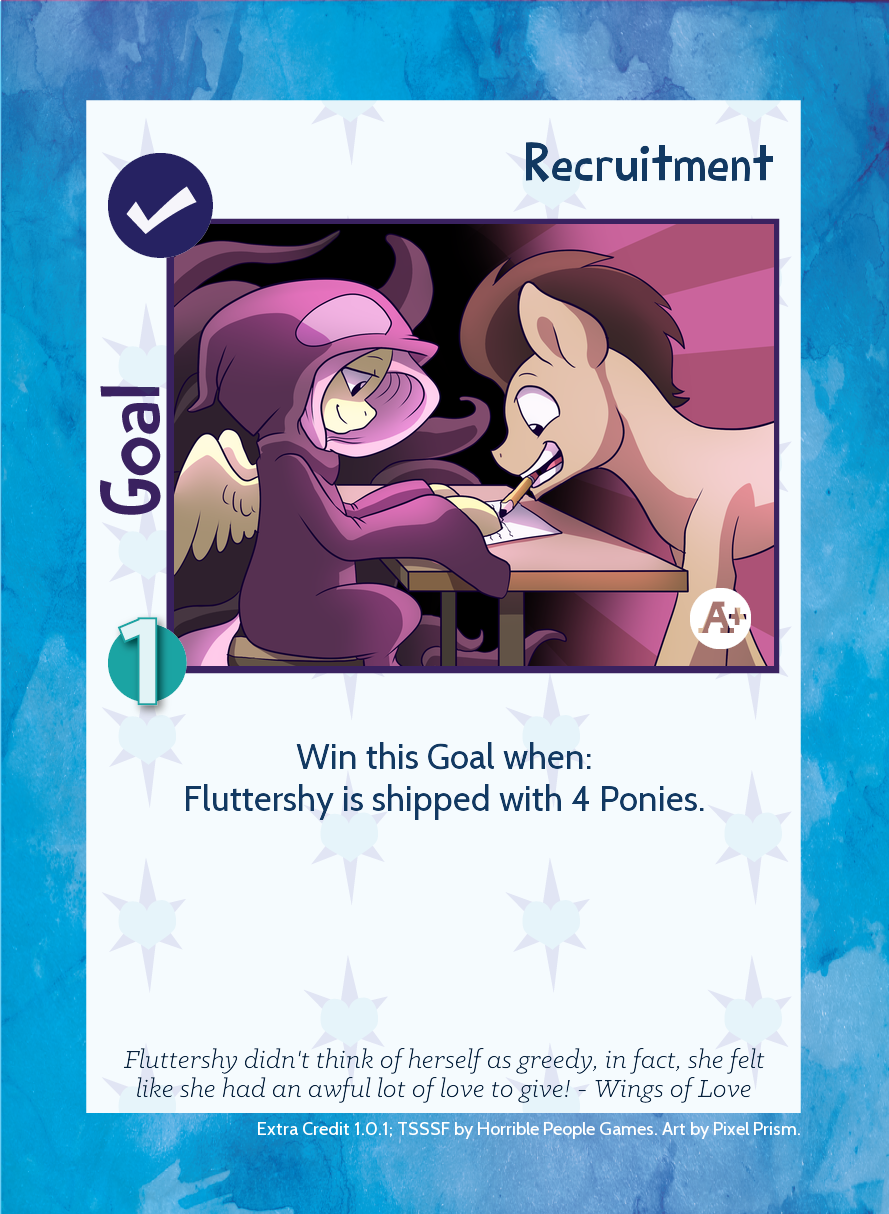 Recruitment
Goal
A+
1
Win this Goal when:
Fluttershy is shipped with 4 Ponies.
Fluttershy didn't think of herself as greedy, in fact, she felt
like she had an awful lot of love to give! - Wings of Love
Extra Credit 1.0.1; TSSSF by Horrible People Games. Art by Pixel Prism.